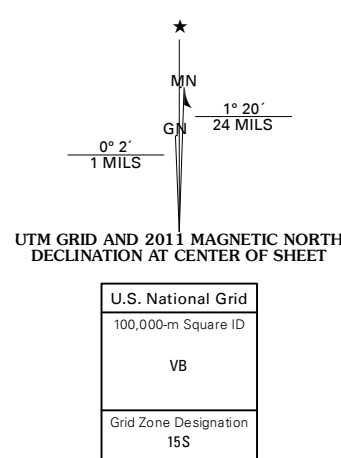 ★
MN
1° 20´
24 MILS
GN
0° 2´
1 MILS
UTM GRID AND 2011 MAGNETIC NORTH
DECLINATION AT CENTER OF SHEET
U.S. National Grid
100,000-m Square ID
VB
Grid Zone Designation
15S